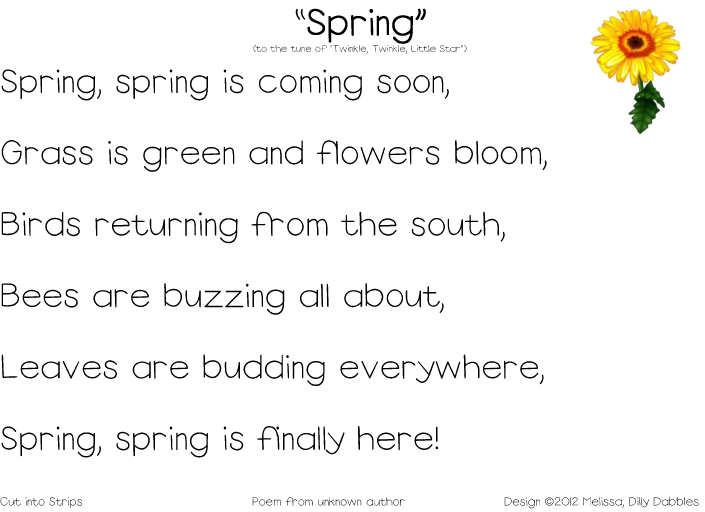 “Spring”
(to the tune of "Twinkle, Twinkle, Little Star")
Spring, spring is coming soon,
Grass is green and flowers bloom,
Birds returning from the south,
Bees are buzzing all about,
Leaves are budding everywhere,
Spring, spring is finally here!
Cut into Strips
Poem from unknown author
Design ©2012 Melissa, Dilly Dabbles